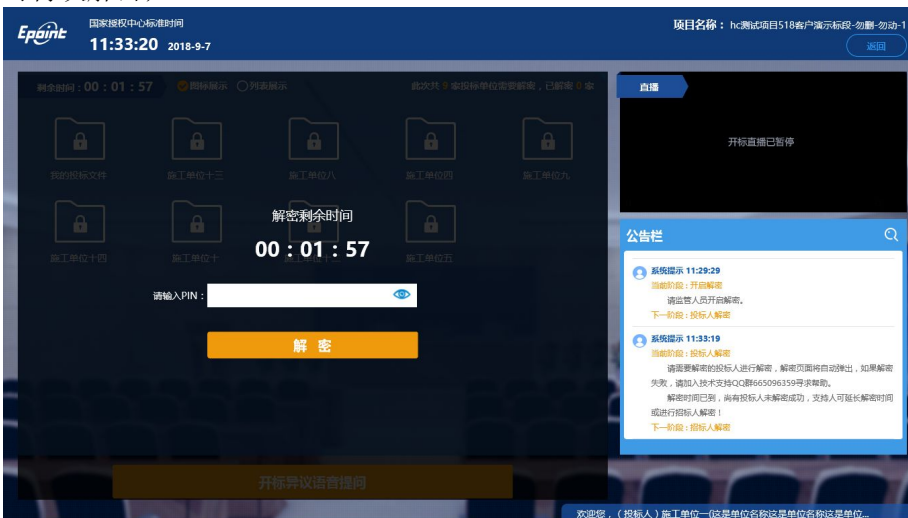 Epoint
国家授权中心标准时间
11:33:20 2018-9-7
项目名称：hc测试项目518客户演示标段-勿删-勿动-1
返回
剩余时间：00：01：57
图标展示 列表展示
此次共9家投标单位需要解密，已解密0家
我的投标文件 施工单位十三 施工单位八 施工单位四 施工单位九
解密剩余时间
00：01：57
施工单位十四 施工单位十 施工单位五
请输入PIN：
解 密
开标异议语音提问
直播
开标直播已暂停
公告栏
系统提示 11:29:29
当前阶段：开启解密
请监管人员开启解密。
下一阶段：投标人解密
系统提示 11:33:19
当前阶段：投标人解密
请需要解密的投标人进行解密，解密页面将自动弹出，如果解密
失败，请加入技术支持QQ群665096359寻求帮助。
解密时间已到，尚有投标人未解密成功，支持人可延长解密时间
或进行招标人解密！
下一阶段：招标人解密
欢迎您，（投标人）施工单位一(这是单位名称这是单位名称这是单位...